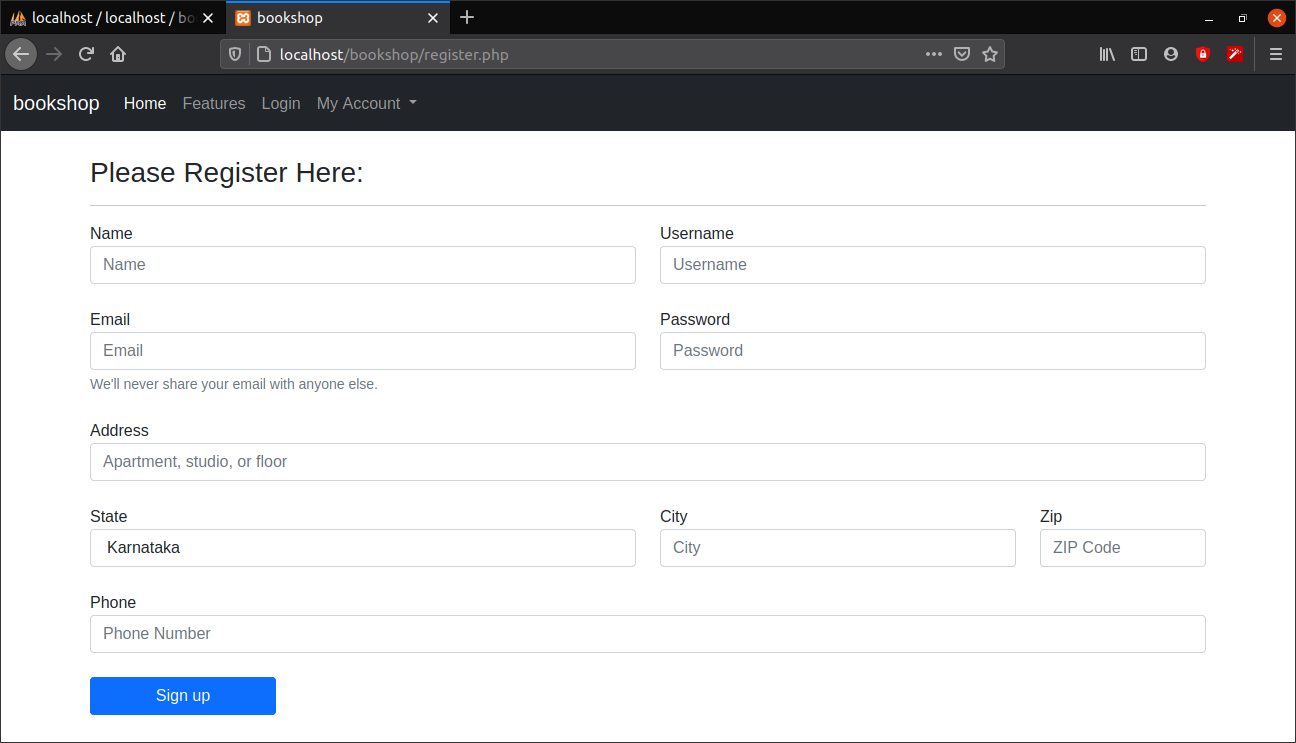 localhost / localhost / bo
bookshop
localhost/bookshop/register.php
bookshop Home Features Login My Account
Please Register Here:
Name Username
Name Username
Email Password
Email Password
We'll never share your email with anyone else.
Address
Apartment, studio, or floor
State City Zip
Karnataka City ZIP Code
Phone
Phone Number
Sign up